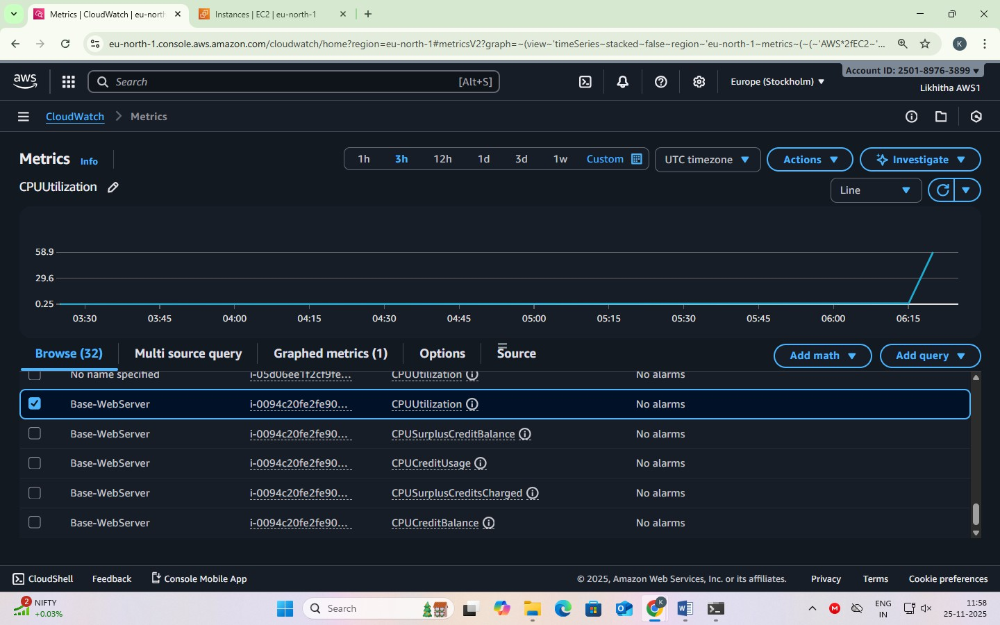 Metrics | CloudWatch | eu-north
Instances | EC2 | eu-north-1
eu-north-1.console.aws.amazon.com/cloudwatch/home?region=eu-north-1#metricsV2?graph=~(view~'timeSeries~stacked~false~region~'eu-north-1~metrics~(~(~'AWS*2fEC2~'...
K
aws
Search [Alt+S]
Europe (Stockholm)
Account ID: 2501-8976-3899
Likhitha AWS1
CloudWatch > Metrics
Metrics Info
1h 3h 12h 1d 3d 1w Custom
UTC timezone
Actions
Investigate
CPUUtilization
Line
58.9
29.6
0.25
03:30 03:45 04:00 04:15 04:30 04:45 05:00 05:15 05:30 05:45 06:00 06:15
Browse (32) Multi source query Graphed metrics (1) Options Source
Add math
Add query
No name specified i-05d06ee1f2cf9fe... CPUUtilization No alarms
Base-WebServer i-0094c20fe2fe90... CPUUtilization No alarms
Base-WebServer i-0094c20fe2fe90... CPUSurplusCreditBalance No alarms
Base-WebServer i-0094c20fe2fe90... CPUCreditUsage No alarms
Base-WebServer i-0094c20fe2fe90... CPUSurplusCreditsCharged No alarms
Base-WebServer i-0094c20fe2fe90... CPUCreditBalance No alarms
CloudShell Feedback Console Mobile App © 2025, Amazon Web Services, Inc. or its affiliates. Privacy Terms Cookie preferences
2
NIFTY
+0.03%
Search
K
M
ENG
IN
11:58
25-11-2025